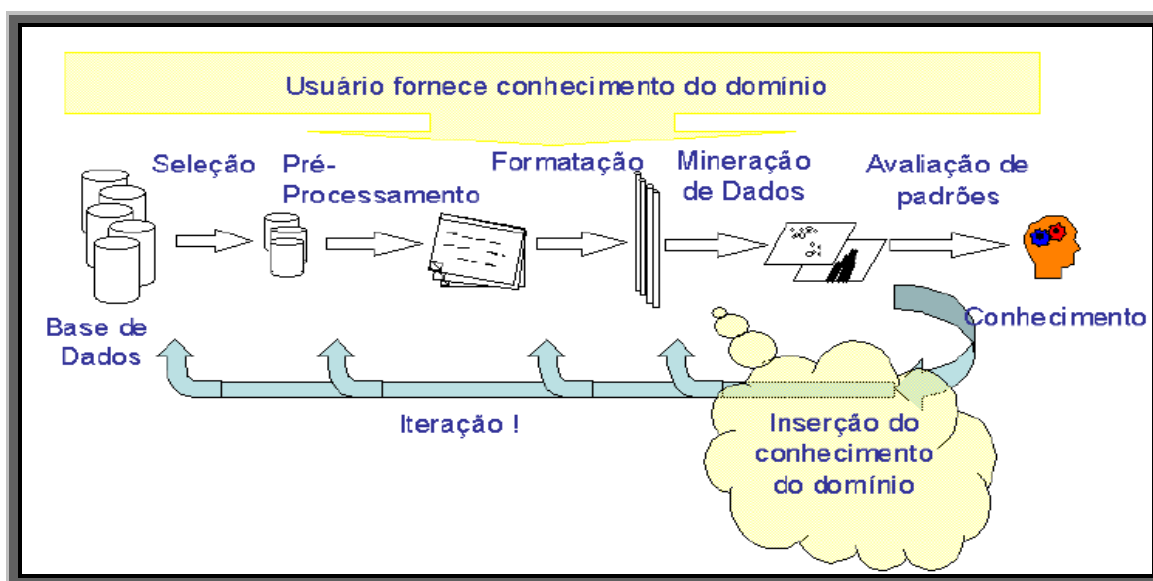 Usuário fornece conhecimento do domínio
Seleção
Pré-
Processamento
Formatação
Mineração
de Dados
Avaliação de
padrões
Base de
Dados
Conhecimento
Iteração !
Inserção do
conhecimento
do domínio